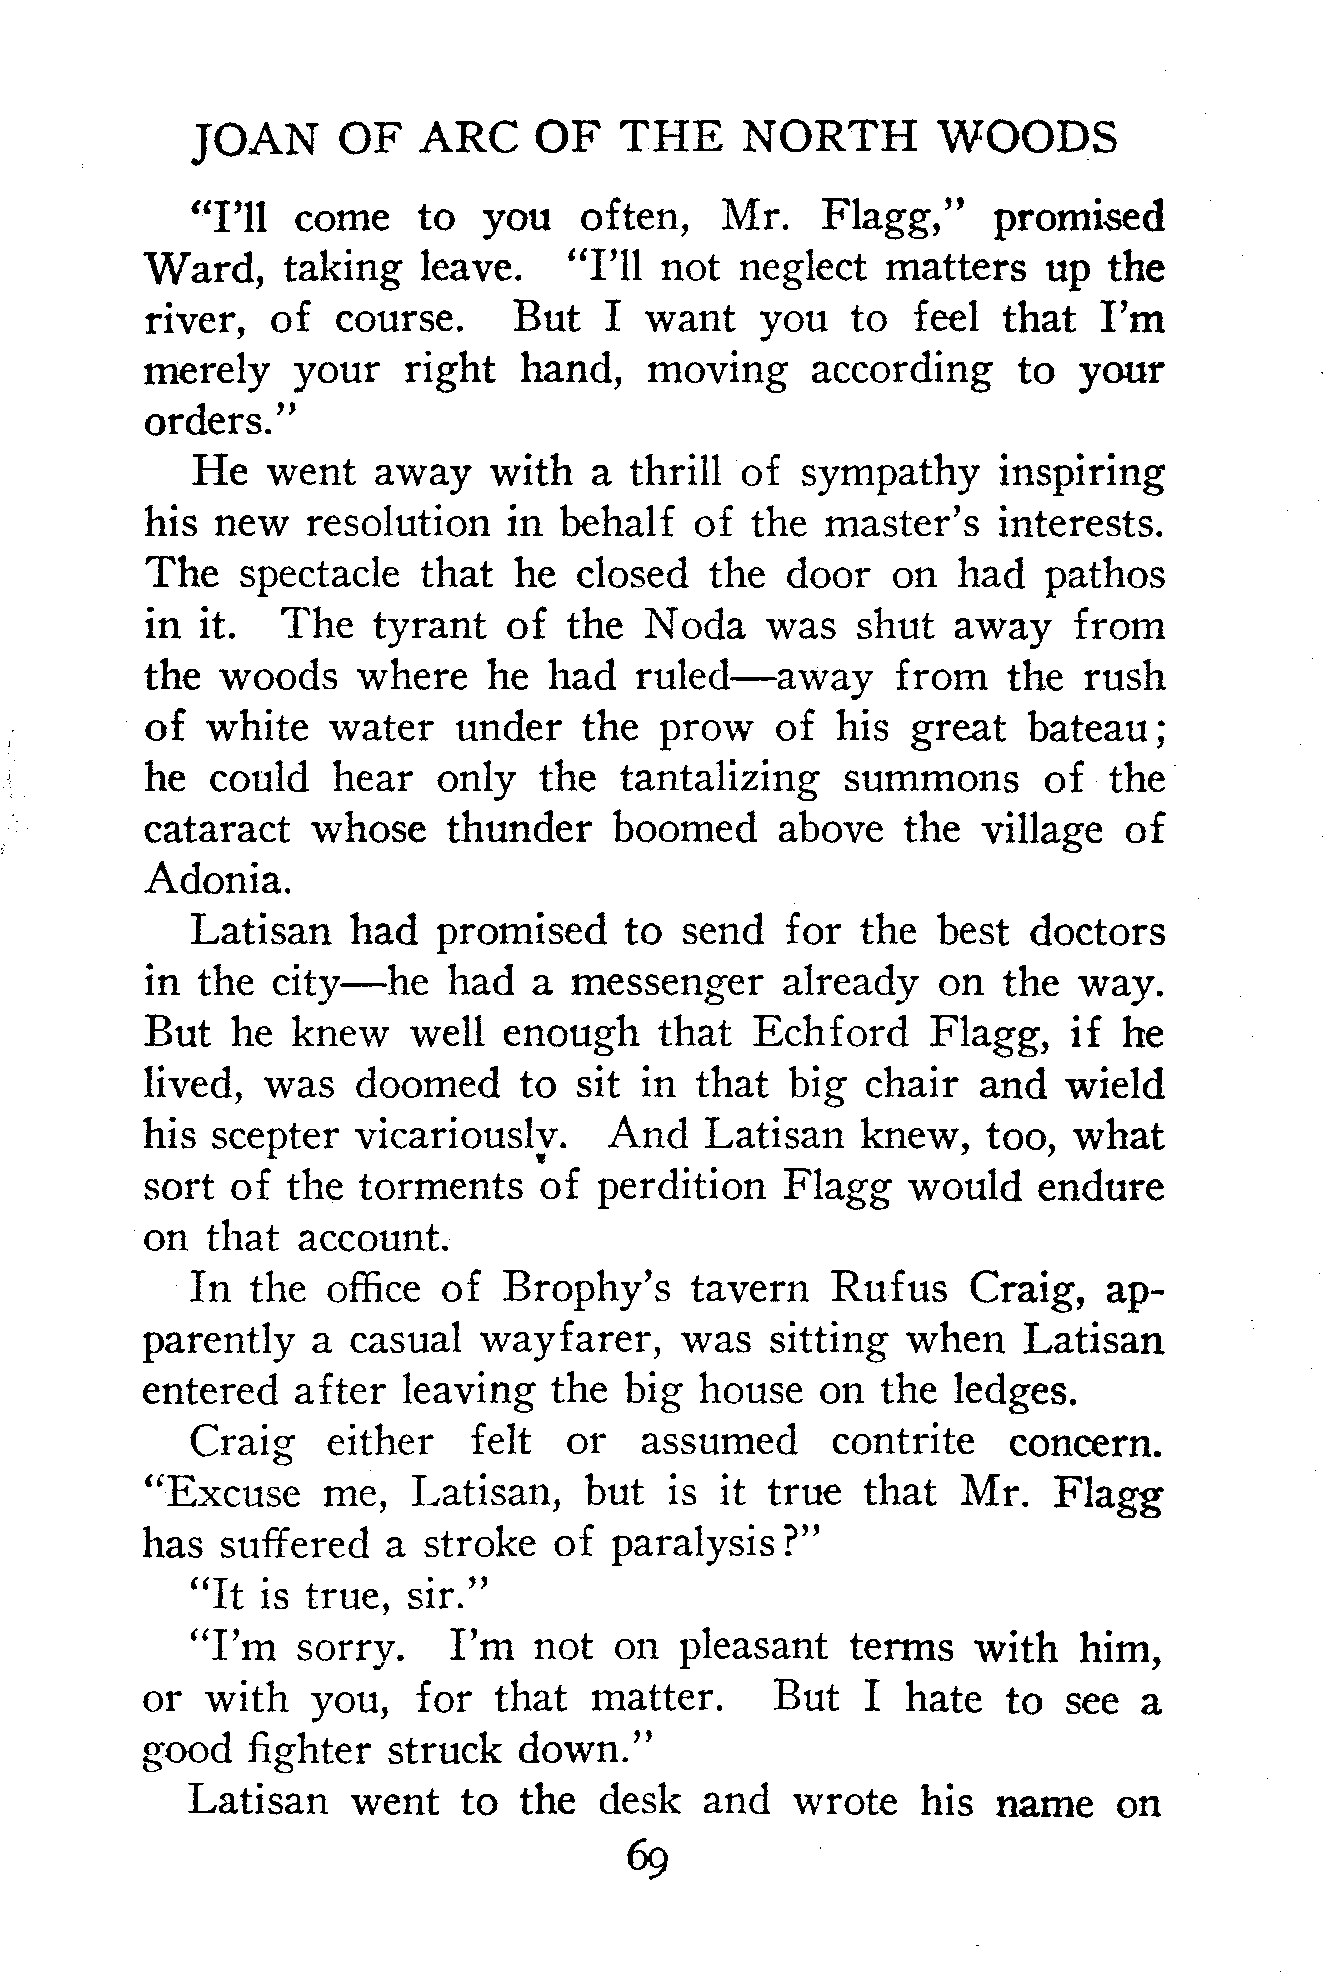 JOAN OF ARC OF THE NORTH WOODS
"I'll come to you often, Mr. Flagg," promised
Ward, taking leave. "I'll not neglect matters up the
river, of course. But I want you to feel that I'm
merely your right hand, moving according to your
orders."
He went away with a thrill of sympathy inspiring
his new resolution in behalf of the master's interests.
The spectacle that he closed the door on had pathos
in it. The tyrant of the Noda was shut away from
the woods where he had ruled—away from the rush
of white water under the prow of his great bateau;
he could hear only the tantalizing summons of the
cataract whose thunder boomed above the village of
Adonia.
Latisan had promised to send for the best doctors
in the city—he had a messenger already on the way.
But he knew well enough that Echford Flagg, if he
lived, was doomed to sit in that big chair and wield
his scepter vicariously. And Latisan knew, too, what
sort of the torments of perdition Flagg would endure
on that account.
In the office of Brophy's tavern Rufus Craig, ap-
parently a casual wayfarer, was sitting when Latisan
entered after leaving the big house on the ledges.
Craig either felt or assumed contrite concern.
"Excuse me, Latisan, but is it true that Mr. Flagg
has suffered a stroke of paralysis?"
"It is true, sir."
"I'm sorry. I'm not on pleasant terms with him,
or with you, for that matter. But I hate to see a
good fighter struck down."
Latisan went to the desk and wrote his name on
69